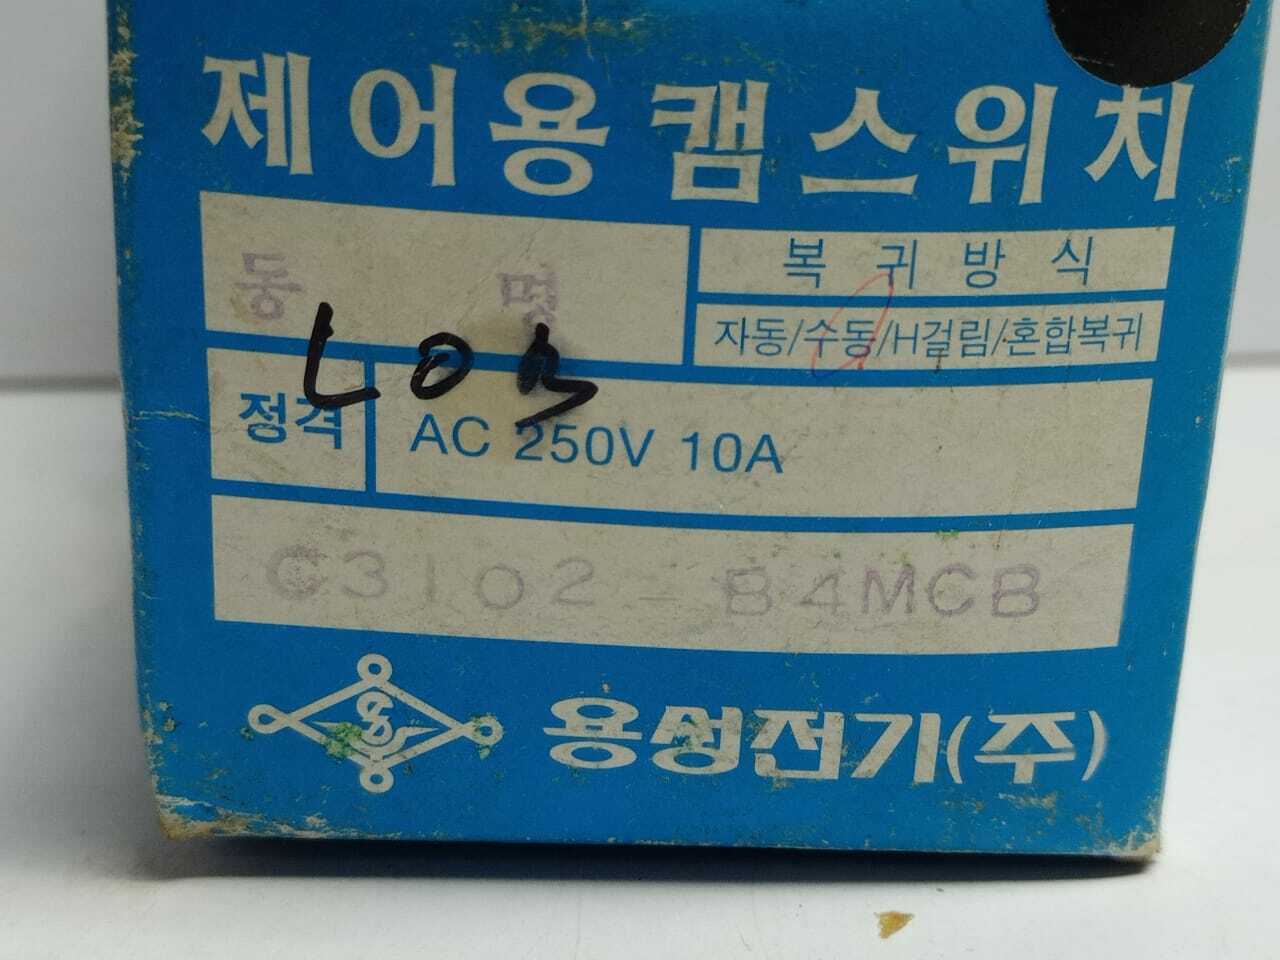 제어용 캠스위치
동 명
복귀방식
자동/수동/H걸림/혼합복귀
정격
AC 250V 10A
C3102-B4MCB
용성전기(주)